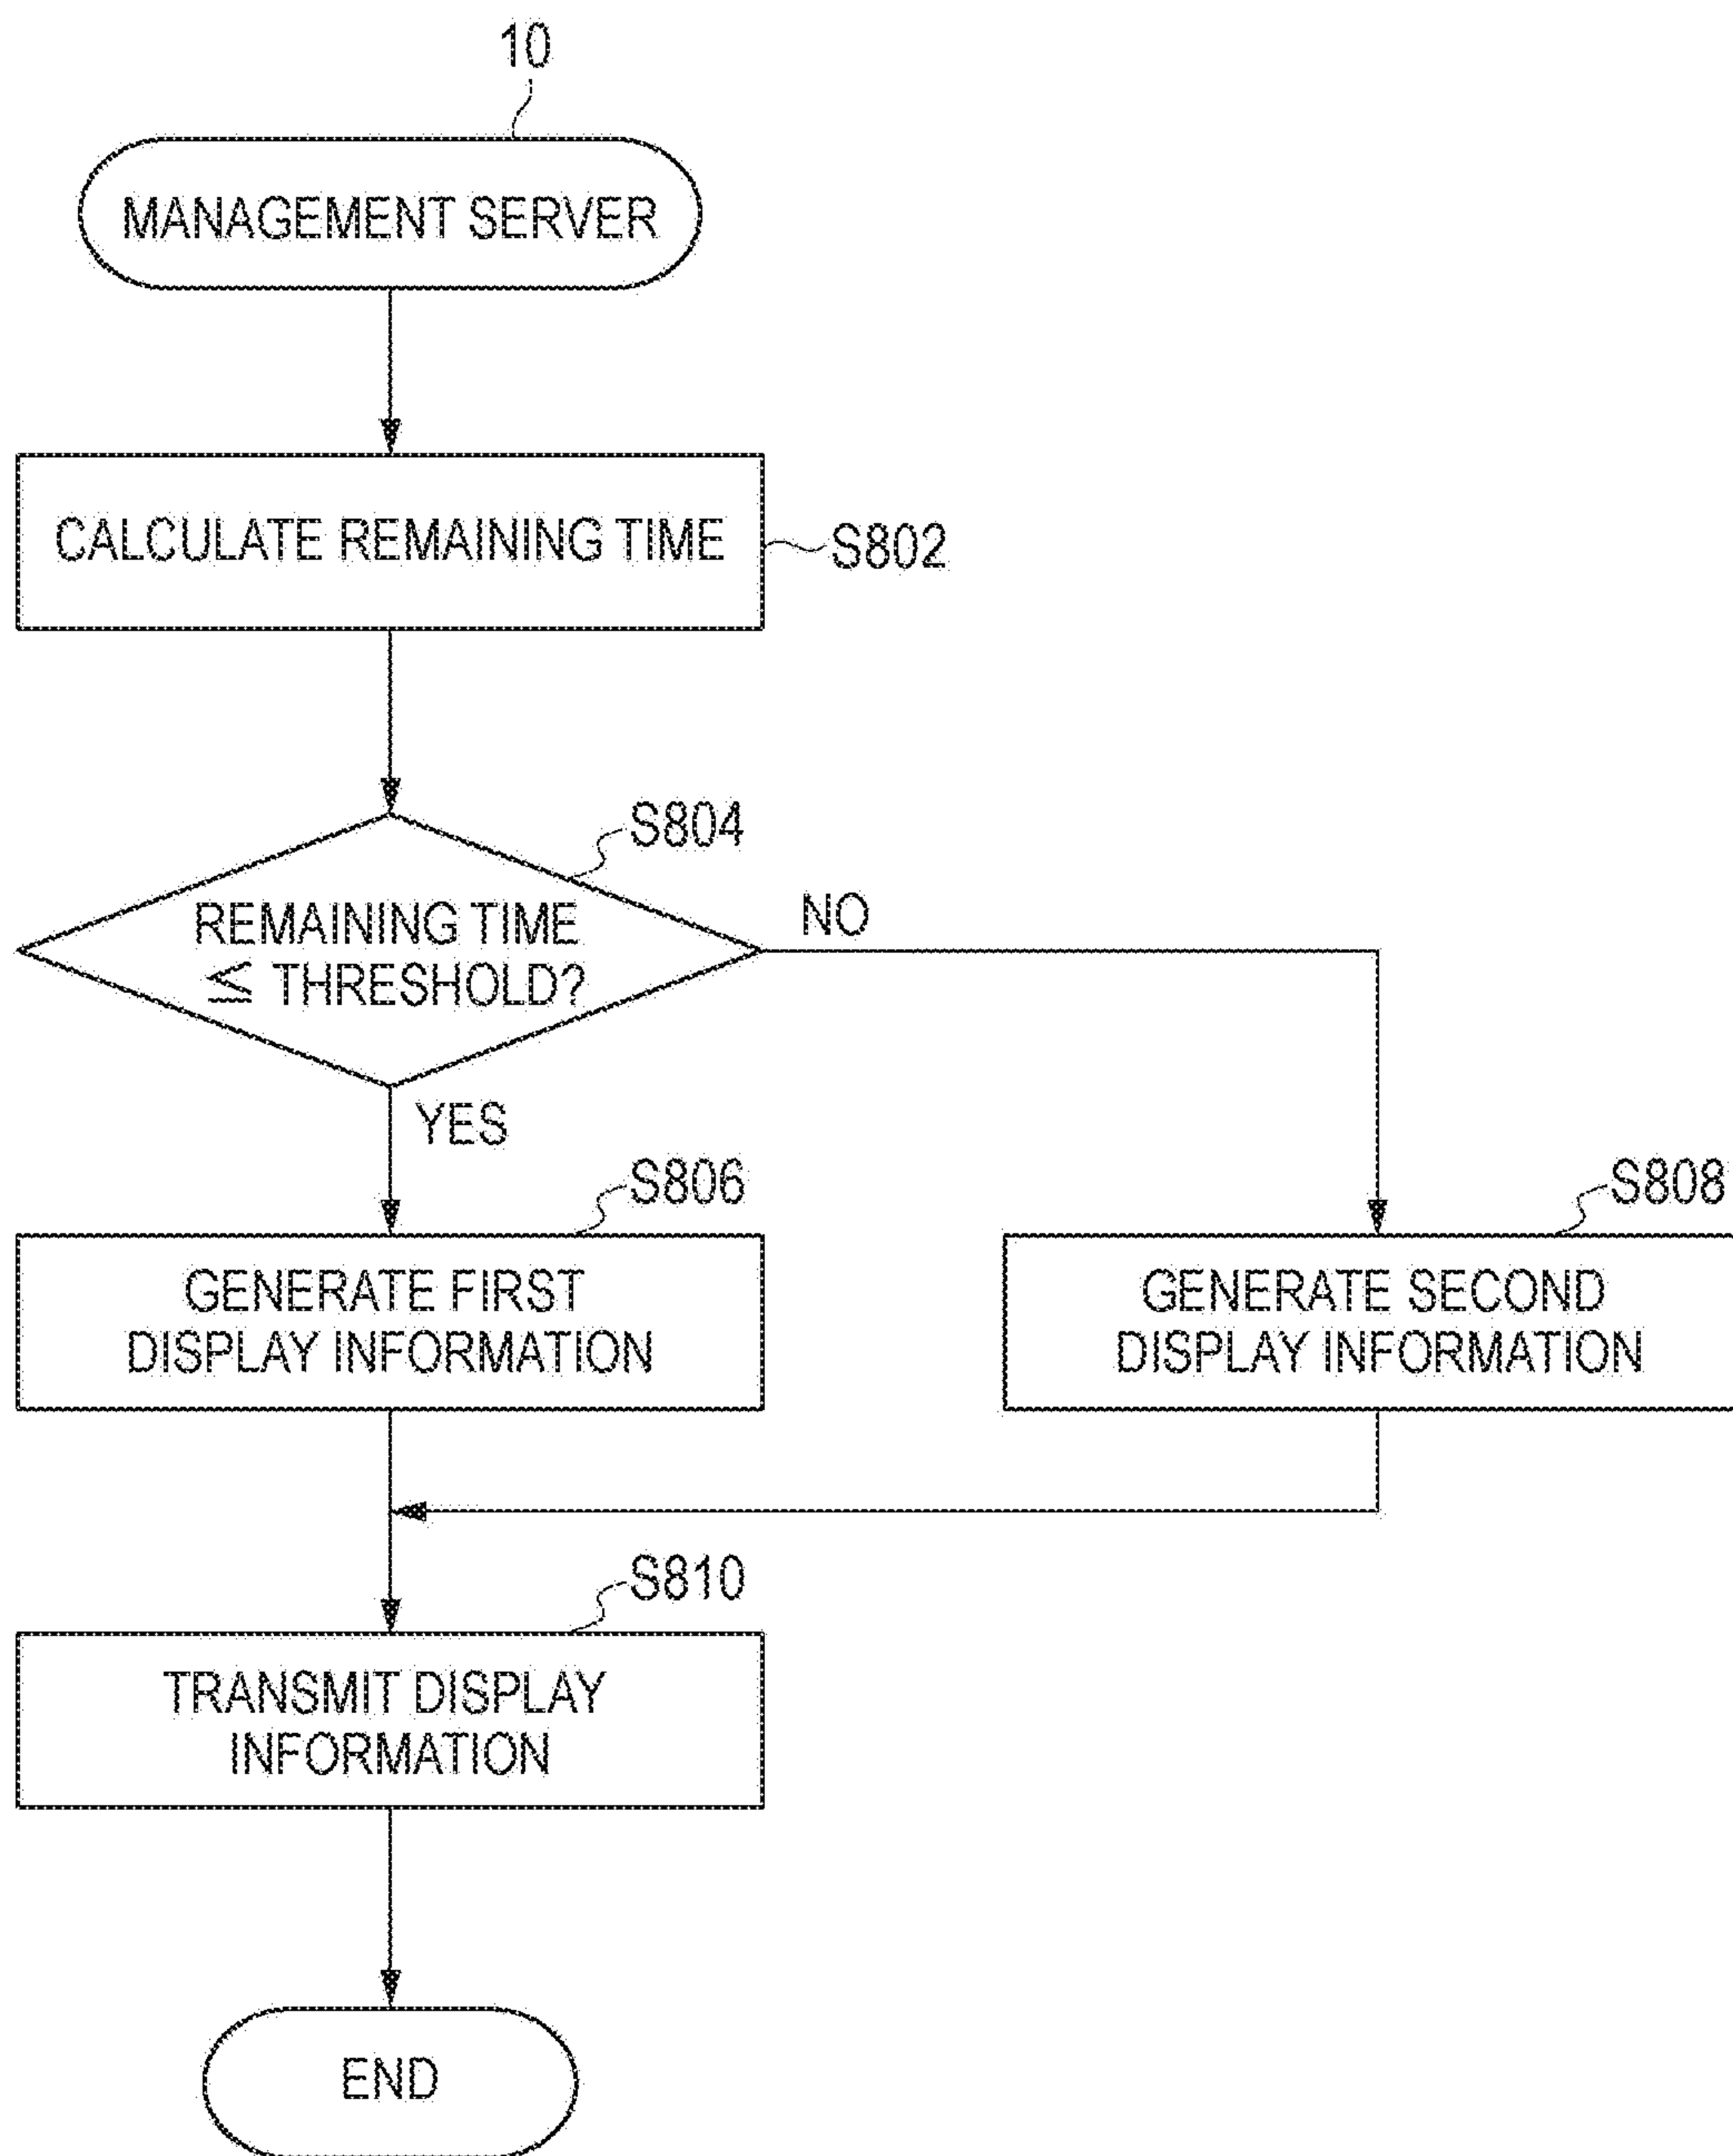 10
MANAGEMENT SERVER
CALCULATE REMAINING TIME
S802
S804
REMAINING TIME
≦ THRESHOLD?
NO
YES
S806
GENERATE FIRST
DISPLAY INFORMATION
S808
GENERATE SECOND
DISPLAY INFORMATION
S810
TRANSMIT DISPLAY
INFORMATION
END